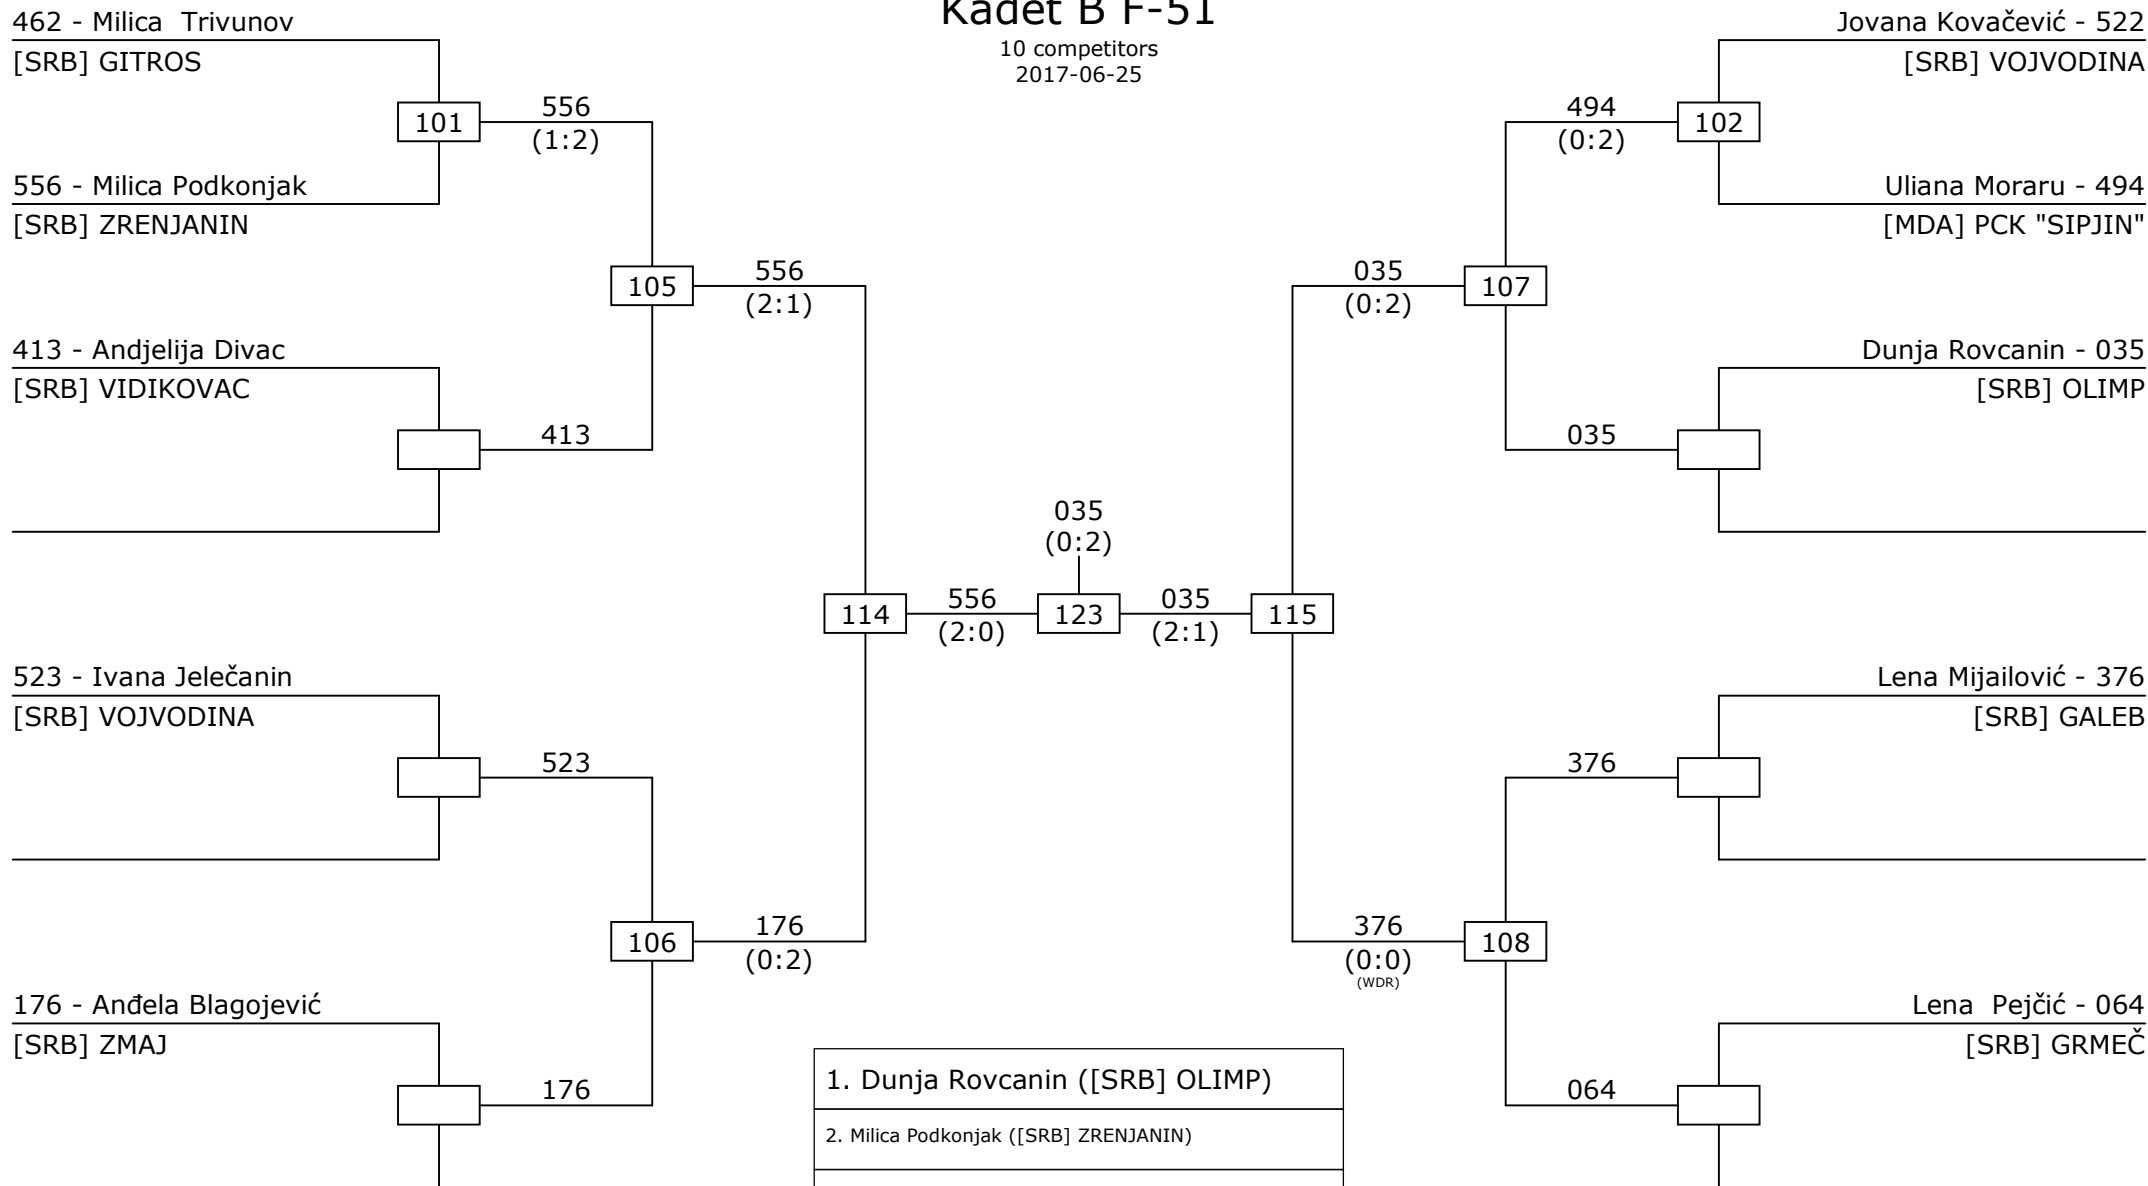 Kadet B F-51
10 competitors
2017-06-25
462 - Milica  Trivunov
[SRB] GITROS
101
556
(1:2)
556 - Milica Podkonjak
[SRB] ZRENJANIN
105
556
(2:1)
413 - Andjelija Divac
[SRB] VIDIKOVAC
413
523 - Ivana Jelečanin
[SRB] VOJVODINA
523
106
176
(0:2)
176 - Anđela Blagojević
[SRB] ZMAJ
176
114
556
(2:0)
035
(0:2)
123
035
(2:1)
115
Jovana Kovačević - 522
[SRB] VOJVODINA
494
(0:2)
102
Uliana Moraru - 494
[MDA] РСК "SIPJIN"
035
(0:2)
107
Dunja Rovcanin - 035
[SRB] OLIMP
035
Lena Mijailović - 376
[SRB] GALEB
376
376
(0:0)
(WDR)
108
Lena  Pejčić - 064
[SRB] GRMEČ
064
1. Dunja Rovcanin ([SRB] OLIMP)
2. Milica Podkonjak ([SRB] ZRENJANIN)